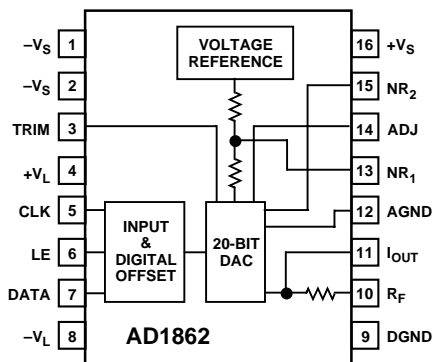 –VS 1
–VS 2
TRIM 3
+VL 4
CLK 5
LE 6
DATA 7
–VL 8
VOLTAGE
REFERENCE
INPUT
&
DIGITAL
OFFSET
20-BIT
DAC
AD1862
16 +VS
15 NR2
14 ADJ
13 NR1
12 AGND
11 IOUT
10 RF
9 DGND